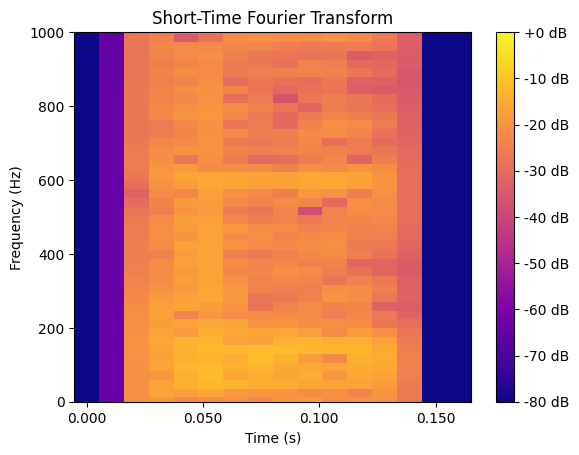 Short-Time Fourier Transform
1000
800
600
400
200
0
Frequency (Hz)
0.000
0.050
0.100
0.150
Time (s)
+0 dB
-10 dB
-20 dB
-30 dB
-40 dB
-50 dB
-60 dB
-70 dB
-80 dB